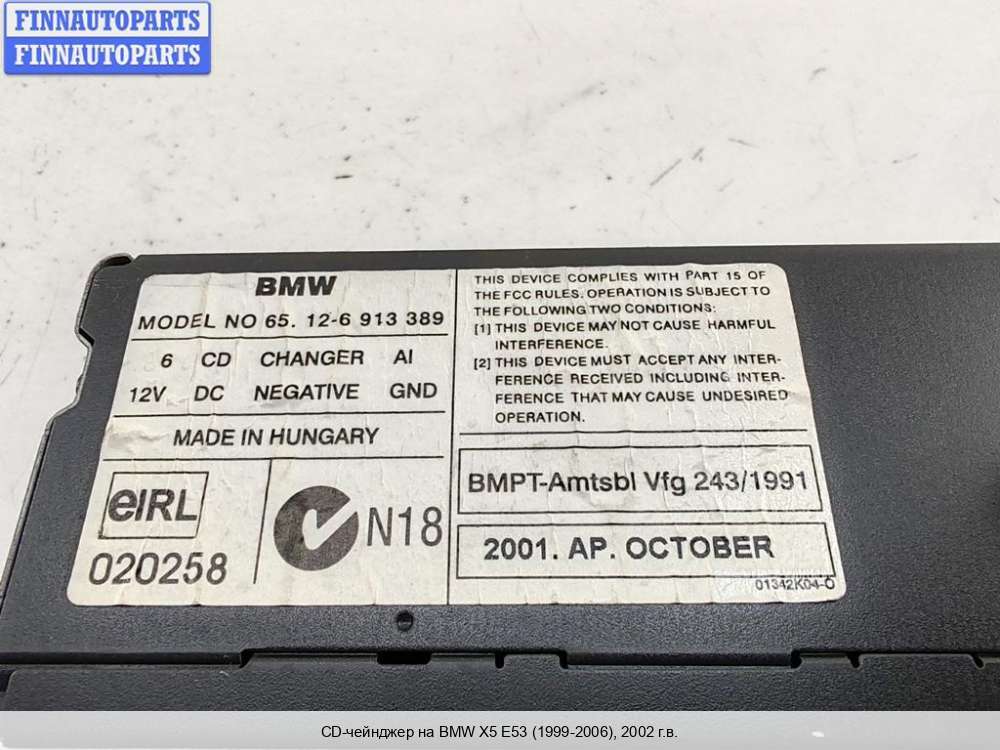 FINNAUTOPARTS
FINNAUTOPARTS
BMW
MODEL NO 65. 12-6 913 389
6 CD CHANGER AI
12V DC NEGATIVE GND
MADE IN HUNGARY
eIRL
020258
N18
THIS DEVICE COMPLIES WITH PART 15 OF
THE FCC RULES. OPERATION IS SUBJECT TO
THE FOLLOWING TWO CONDITIONS:
[1] THIS DEVICE MAY NOT CAUSE HARMFUL
INTERFERENCE.
[2] THIS DEVICE MUST ACCEPT ANY INTER-
FERENCE RECEIVED INCLUDING INTER-
FERENCE THAT MAY CAUSE UNDESIRED
OPERATION.
BMPT-Amtsbl Vfg 243/1991
2001. AP. OCTOBER
01342K04-O
CD-чейнджер на BMW X5 E53 (1999-2006), 2002 г.в.